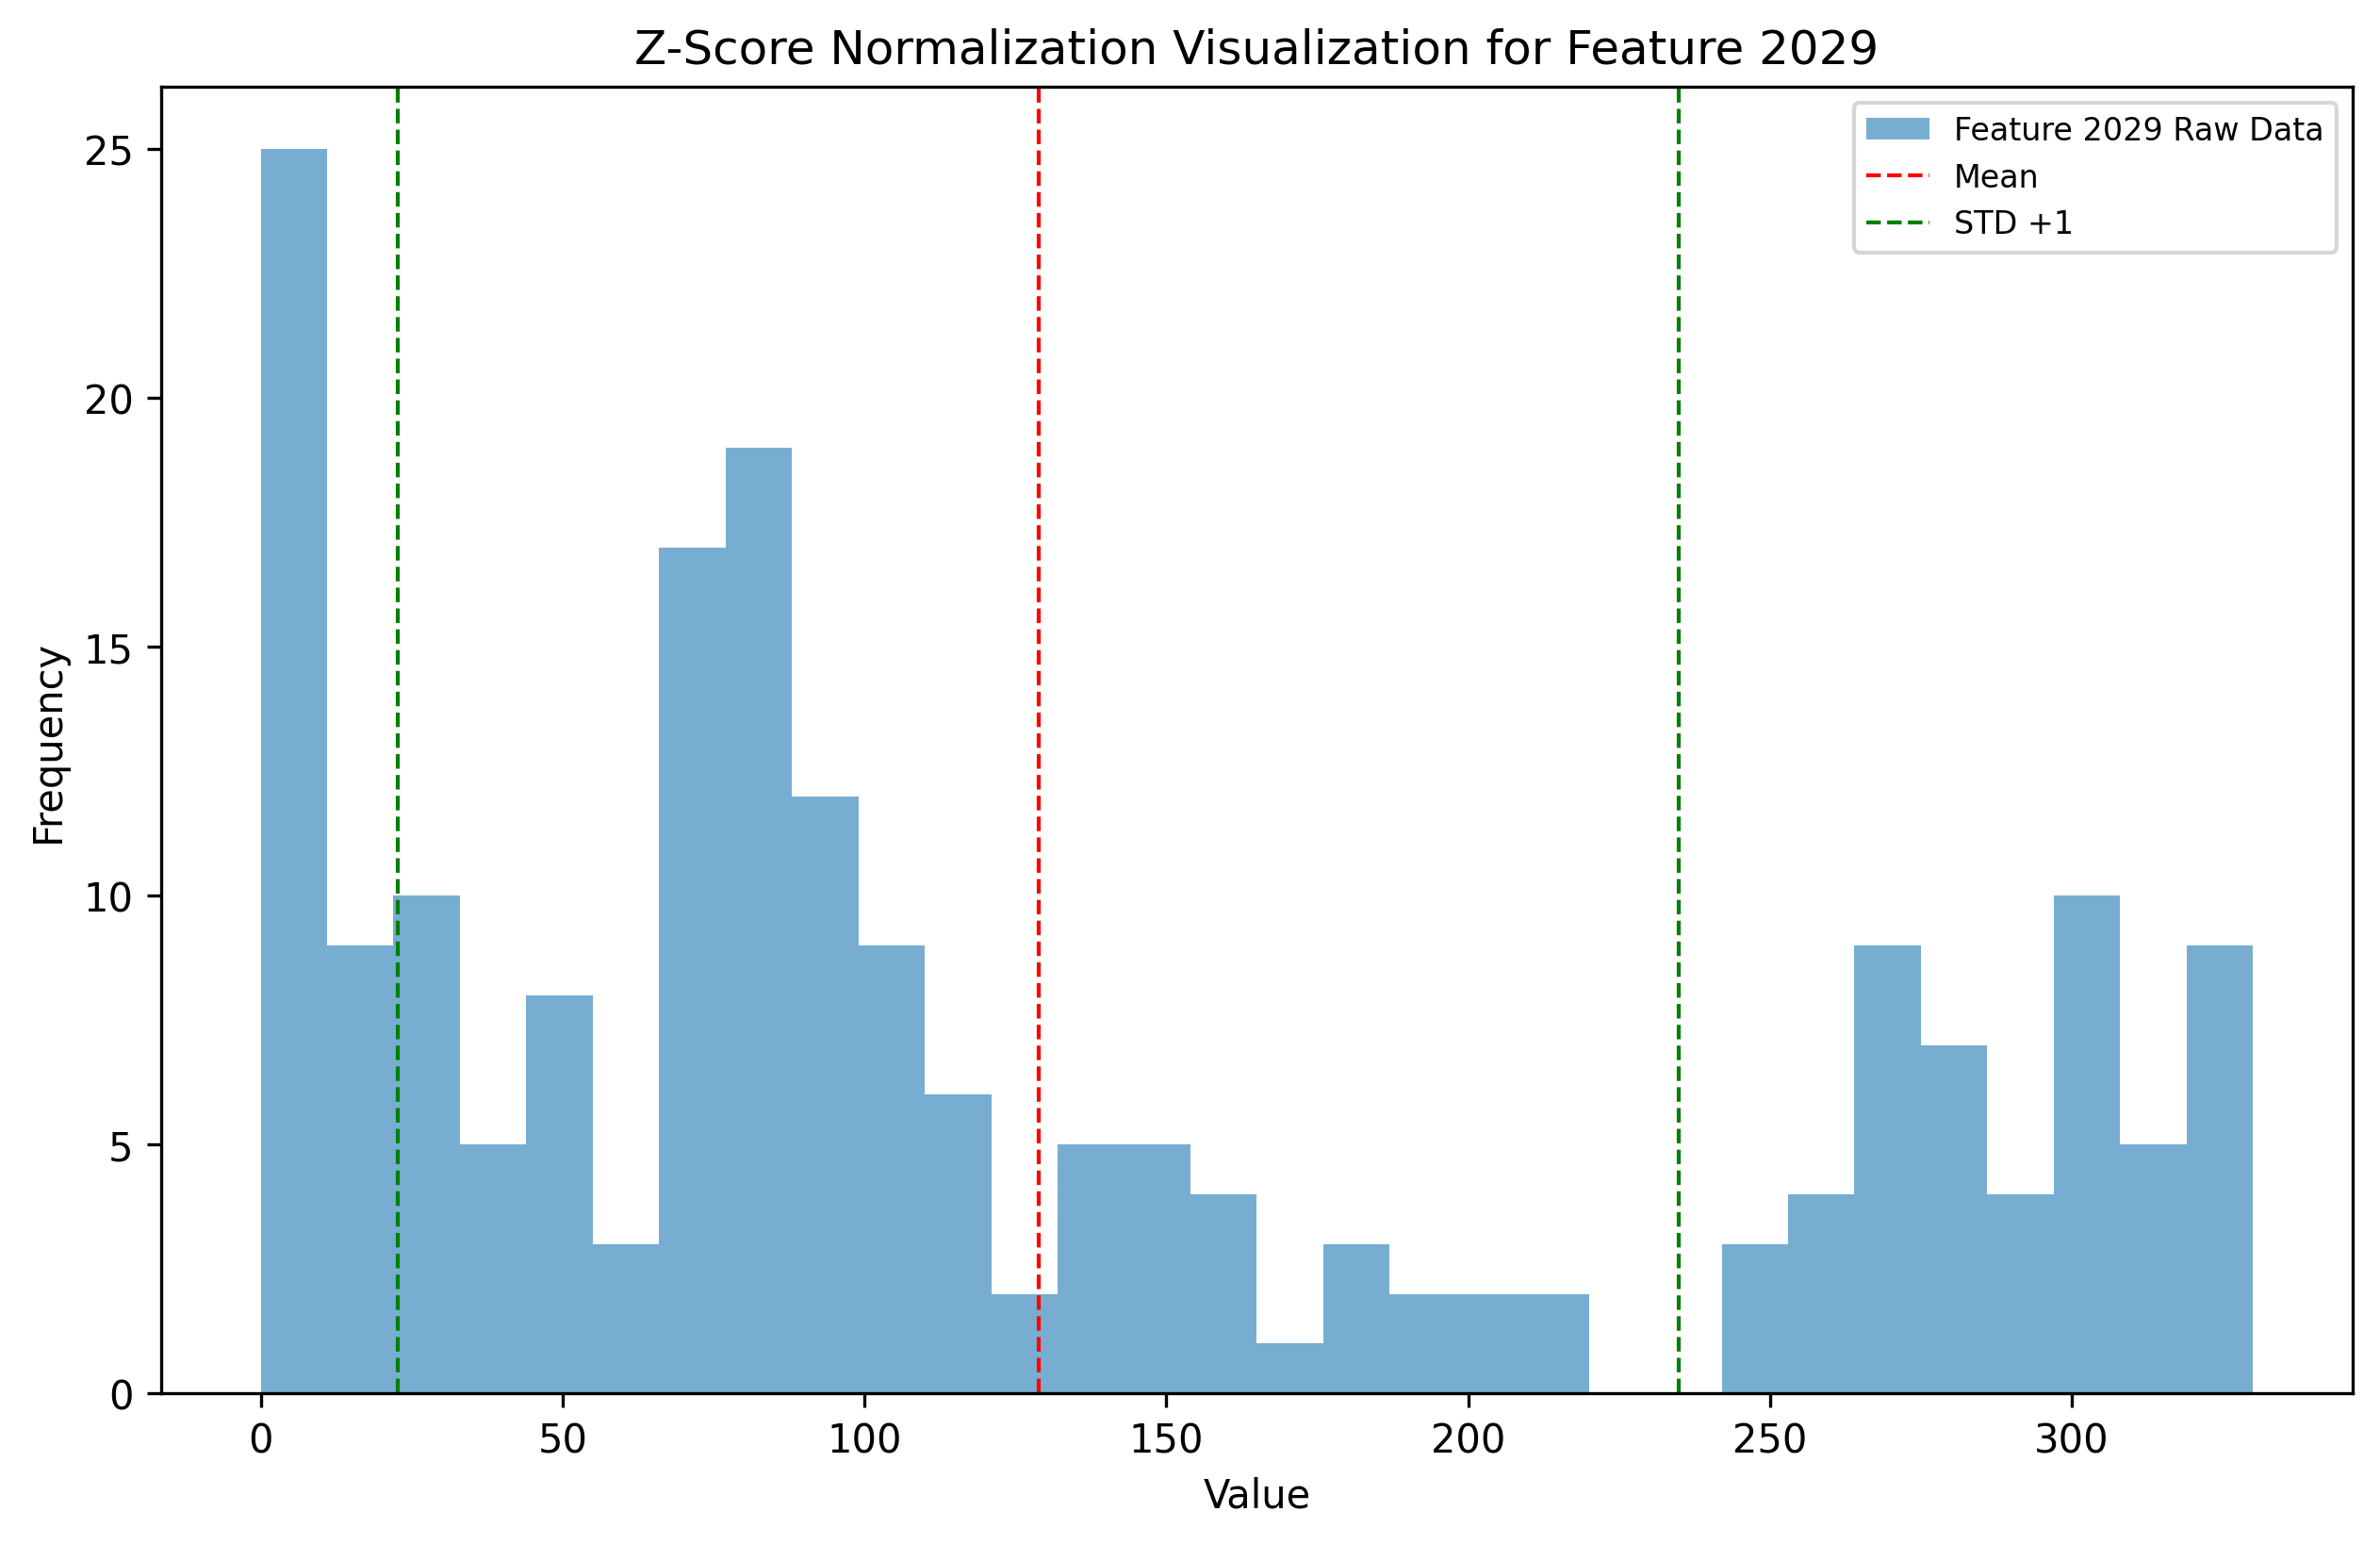 Z-Score Normalization Visualization for Feature 2029
Feature 2029 Raw Data
Mean
STD +1
Frequency
25
20
15
10
5
0
0 50 100 150 200 250 300
Value